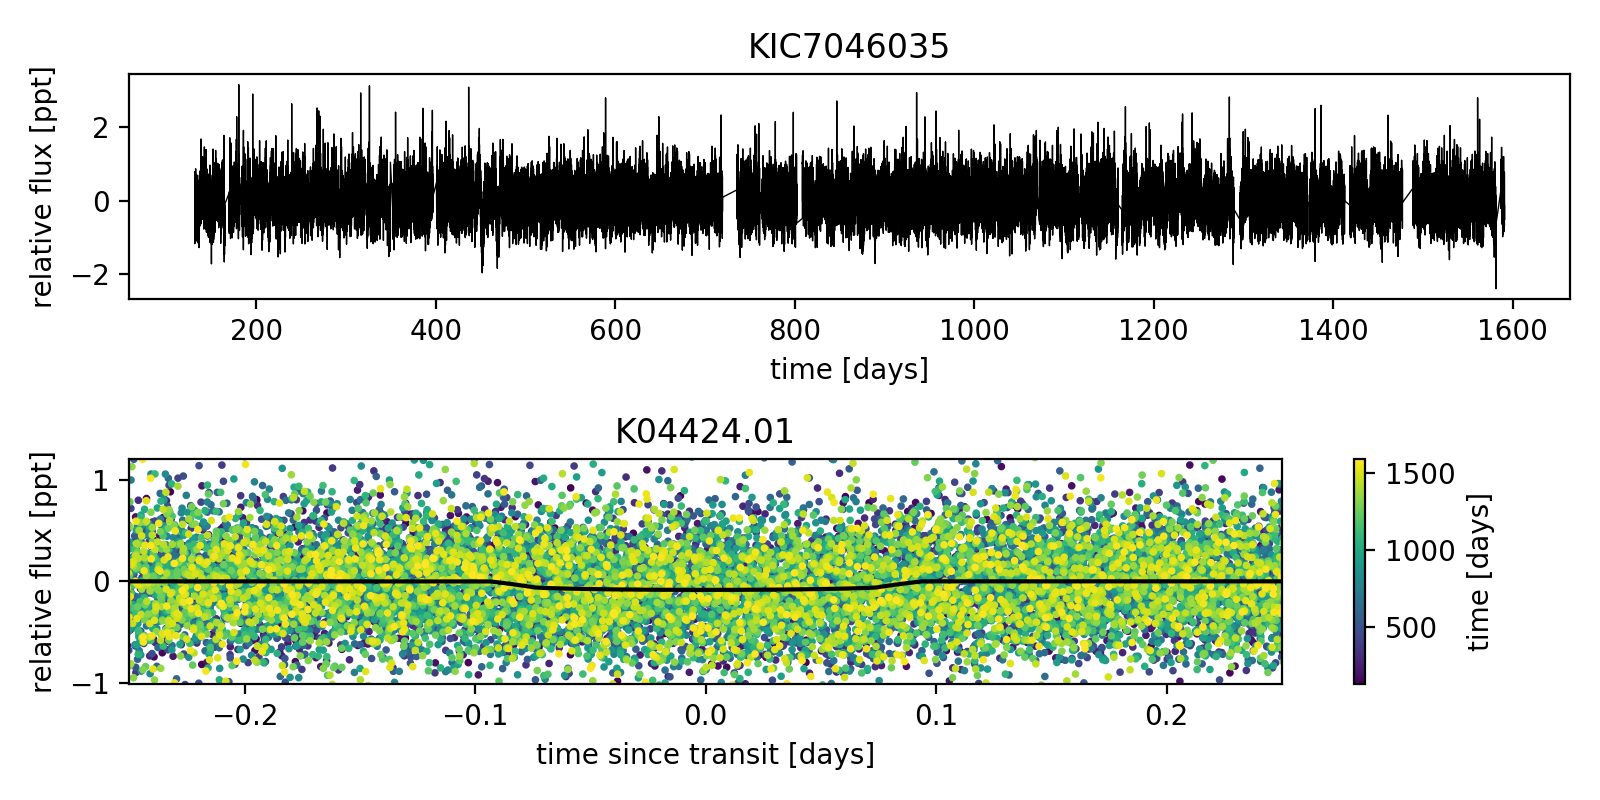 KIC7046035
relative flux [ppt]
2
0
−2
200 400 600 800 1000 1200 1400 1600
time [days]
K04424.01
relative flux [ppt]
1
0
−1
−0.2 −0.1 0.0 0.1 0.2
time since transit [days]
1500
1000
500
time [days]